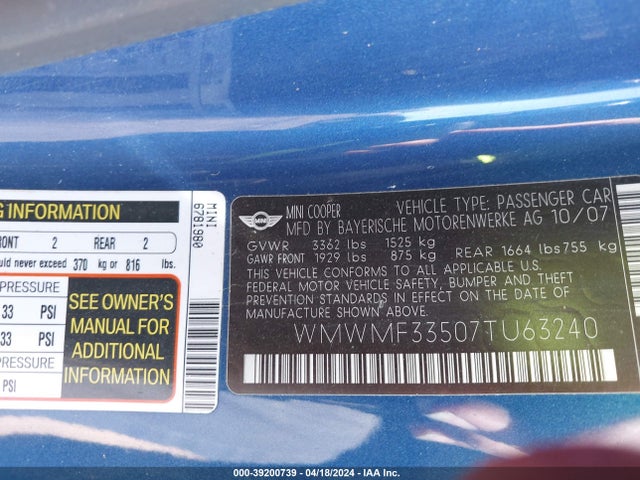 G INFORMATION
FRONT 2 REAR 2
ould never exceed 370 kg or 816 lbs.
PRESSURE
33 PSI
33 PSI
PSI
SEE OWNER'S
MANUAL FOR
ADDITIONAL
INFORMATION
MINI
6781980
MINI
MINI COOPER VEHICLE TYPE: PASSENGER CAR
MFD BY BAYERISCHE MOTORENWERKE AG 10/07
GVWR 3362 lbs 1525 kg
GAWR FRONT 1929 lbs 875 kg REAR 1664 lbs 755 kg
THIS VEHICLE CONFORMS TO ALL APPLICABLE U.S.
FEDERAL MOTOR VEHICLE SAFETY, BUMPER AND THEFT
PREVENTION STANDARDS IN EFFECT ON THE DATE OF
MANUFACTURE SHOWN ABOVE.
WMWMF33507TU63240
000-39200739 / 04/18/2024 / IAA Inc.